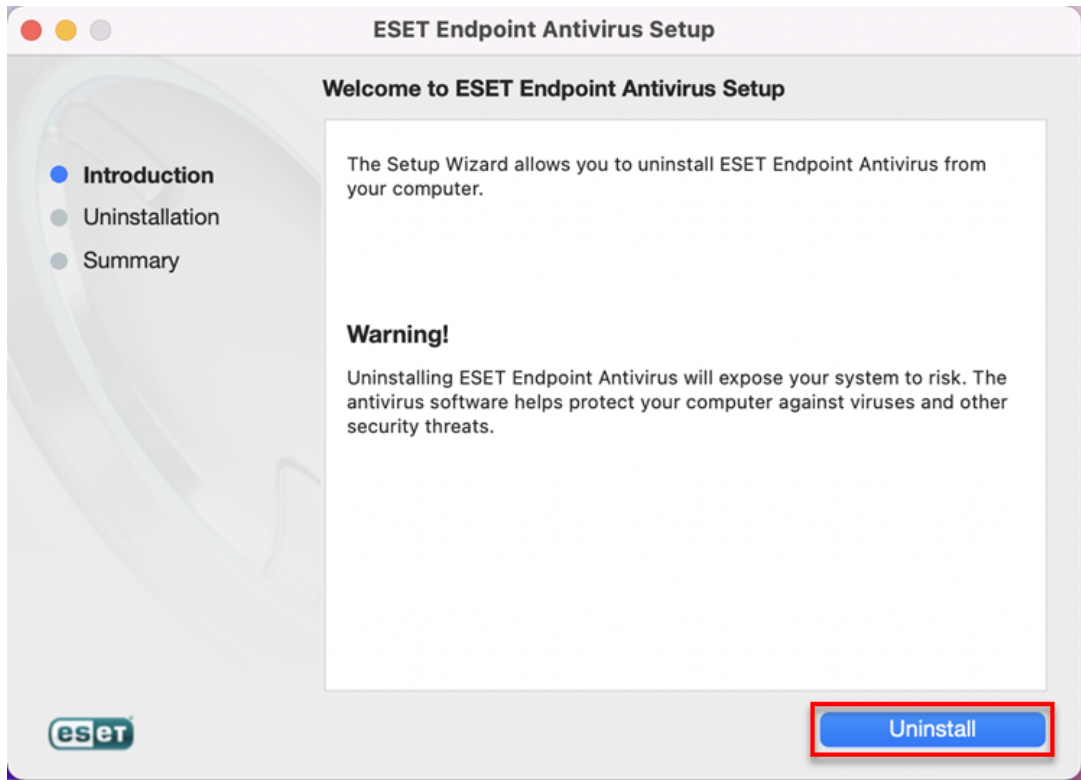 ESET Endpoint Antivirus Setup
Welcome to ESET Endpoint Antivirus Setup
Introduction
Uninstallation
Summary
The Setup Wizard allows you to uninstall ESET Endpoint Antivirus from
your computer.
Warning!
Uninstalling ESET Endpoint Antivirus will expose your system to risk. The
antivirus software helps protect your computer against viruses and other
security threats.
eset
Uninstall